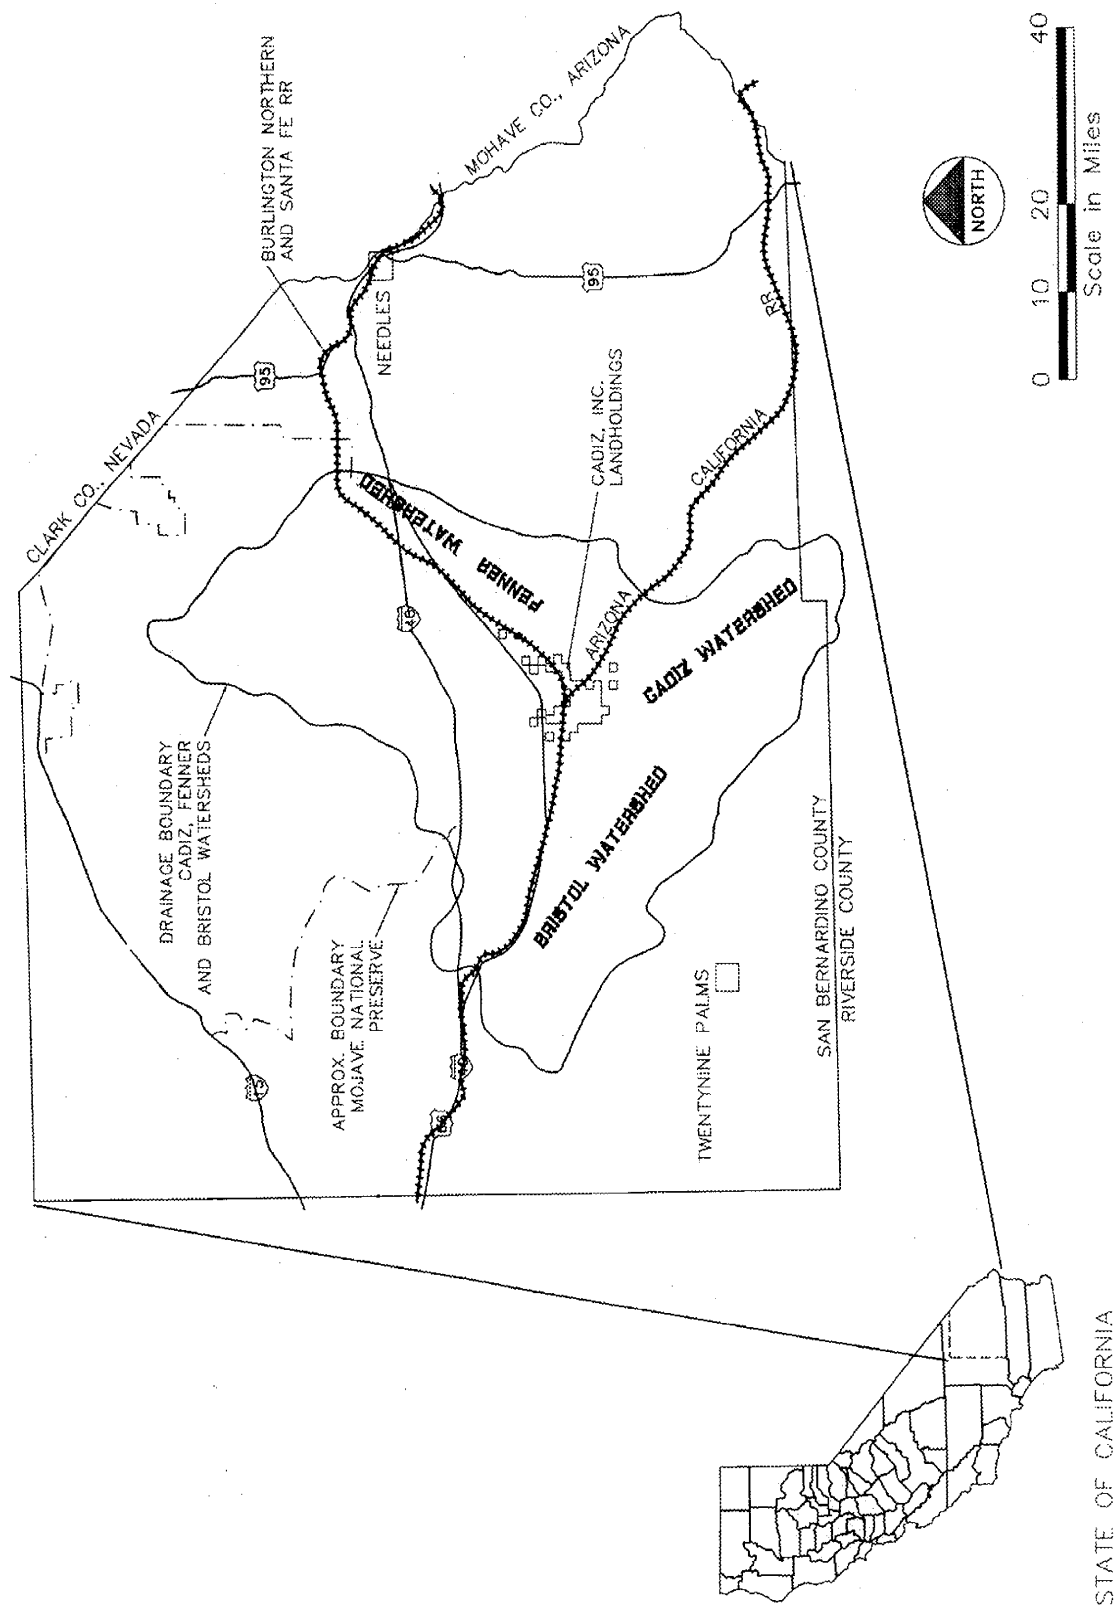 CLARK CO., NEVADA
BURLINGTON NORTHERN
AND SANTA FE RR
DRAINAGE BOUNDARY
CADIZ, FENNER
AND BRISTOL WATERSHEDS
95
15
APPROX. BOUNDARY
MOJAVE NATIONAL
PRESERVE
NEEDLES
MOHAVE CO., ARIZONA
40
FENNER WATERSHED
66
95
CADIZ, INC.
LANDHOLDINGS
BRISTOL WATERSHED
ARIZONA
CALIFORNIA
RR
CADIZ WATERSHED
TWENTYNINE PALMS
SAN BERNARDINO COUNTY
RIVERSIDE COUNTY
NORTH
0 10 20 40
Scale in Miles
STATE OF CALIFORNIA